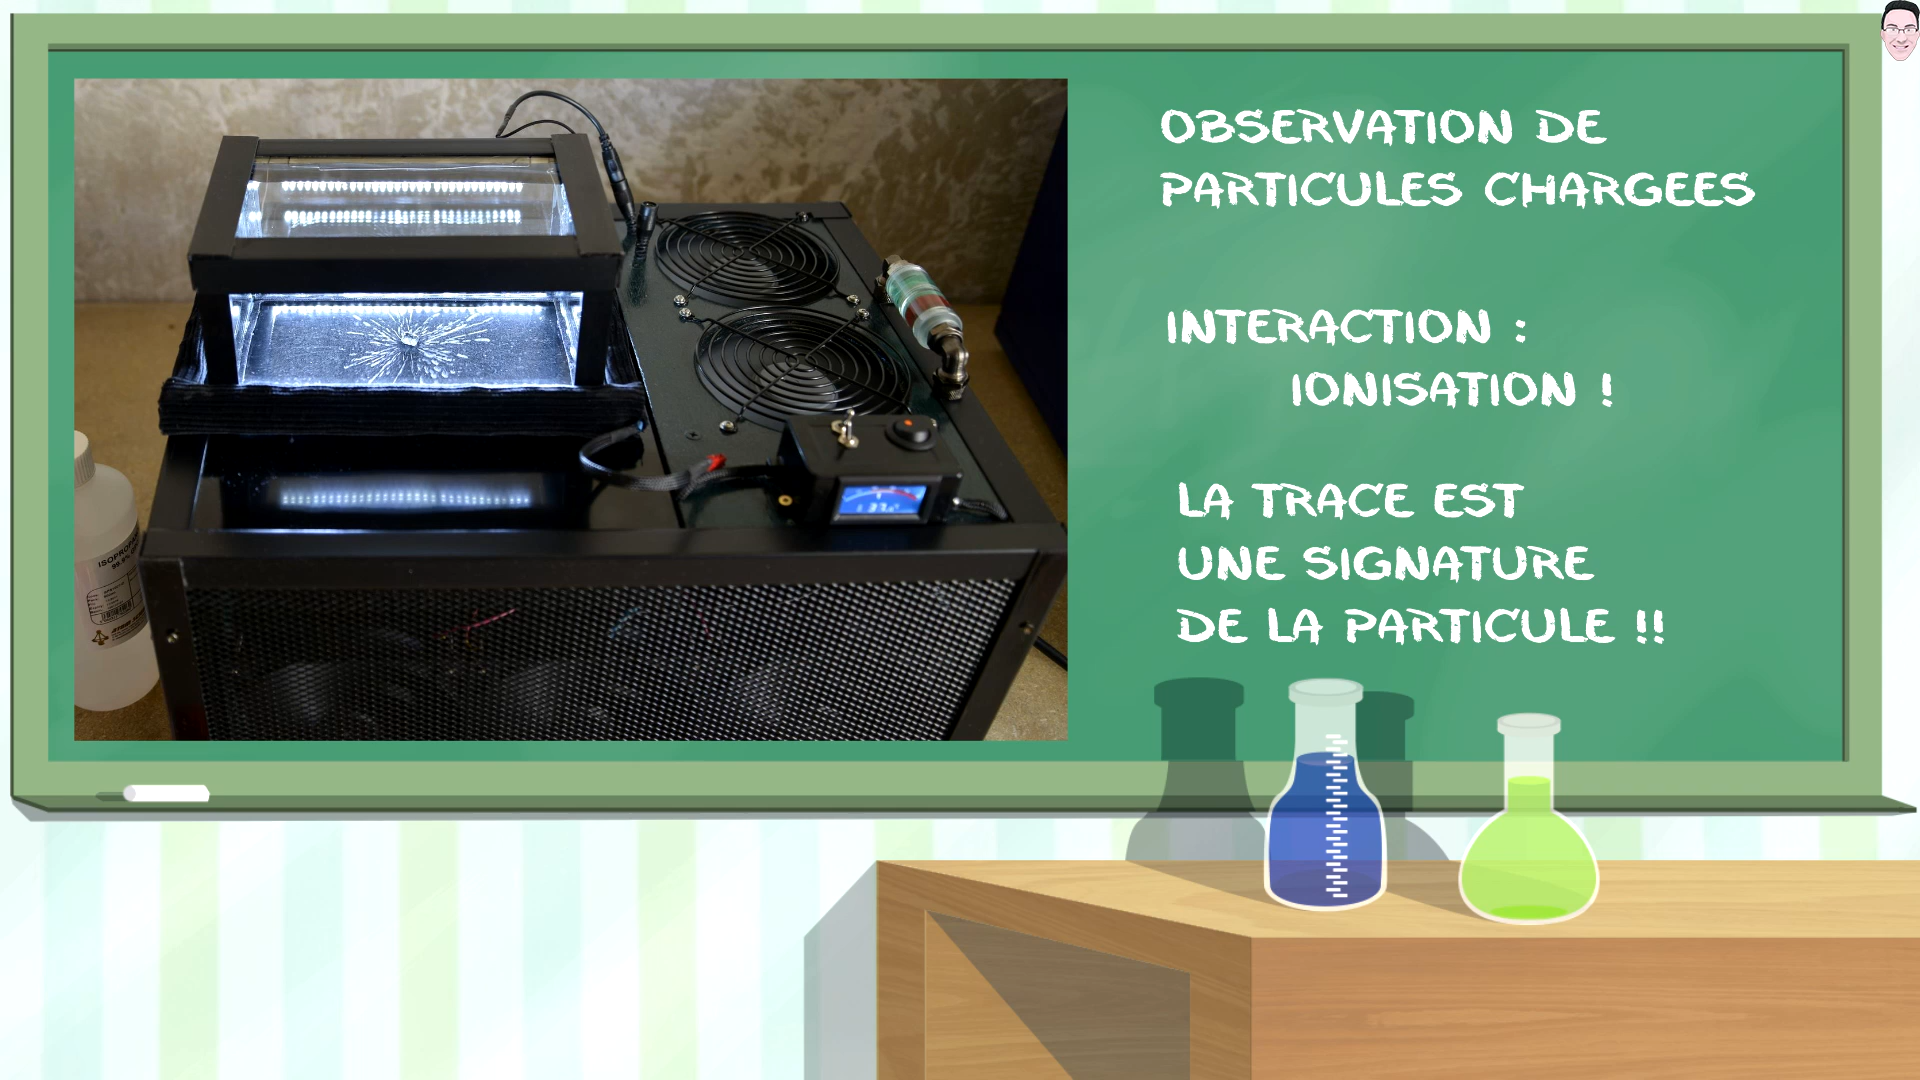 OBSERVATION DE
PARTICULES CHARGEES
INTERACTION :
IONISATION !
LA TRACE EST
UNE SIGNATURE
DE LA PARTICULE !!